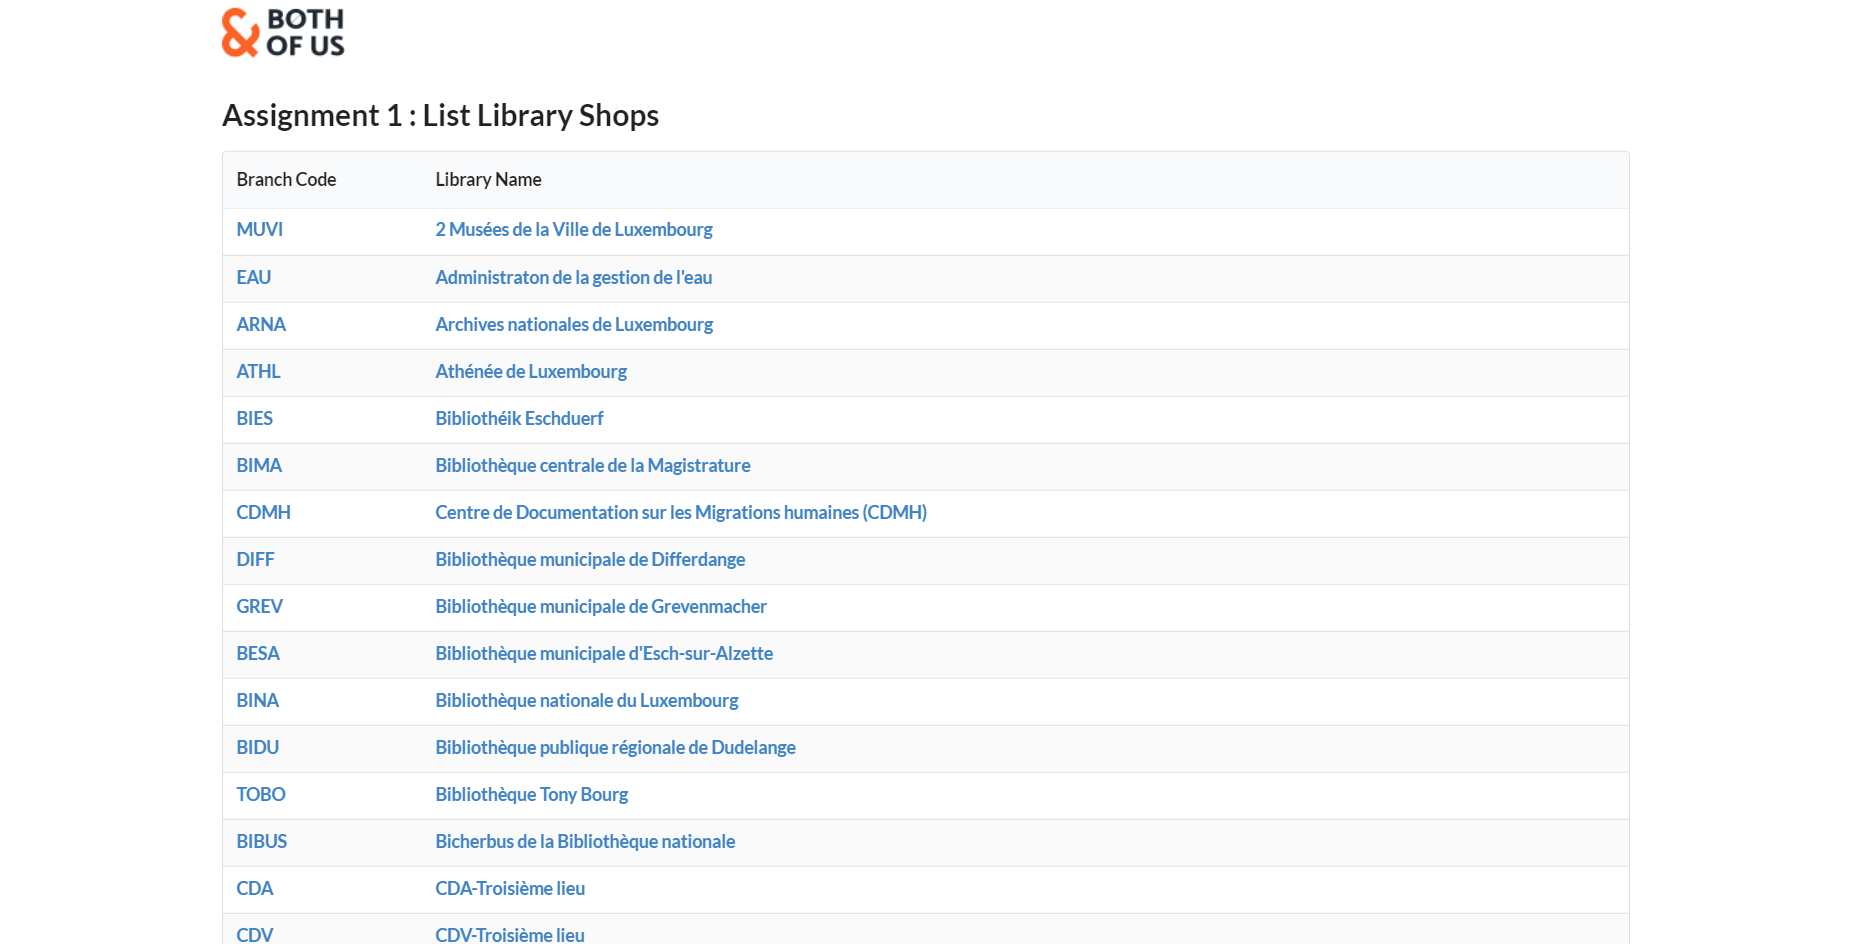 & BOTH
OF US
Assignment 1 : List Library Shops
Branch Code Library Name
MUVI 2 Musées de la Ville de Luxembourg
EAU Administraton de la gestion de l'eau
ARNA Archives nationales de Luxembourg
ATHL Athénée de Luxembourg
BIES Bibliothéik Eschduerf
BIMA Bibliothèque centrale de la Magistrature
CDMH Centre de Documentation sur les Migrations humaines (CDMH)
DIFF Bibliothèque municipale de Differdange
GREV Bibliothèque municipale de Grevenmacher
BESA Bibliothèque municipale d'Esch-sur-Alzette
BINA Bibliothèque nationale du Luxembourg
BIDU Bibliothèque publique régionale de Dudelange
TOBO Bibliothèque Tony Bourg
BIBUS Bicherbus de la Bibliothèque nationale
CDA CDA-Troisième lieu
CDV CDV-Troisième lieu